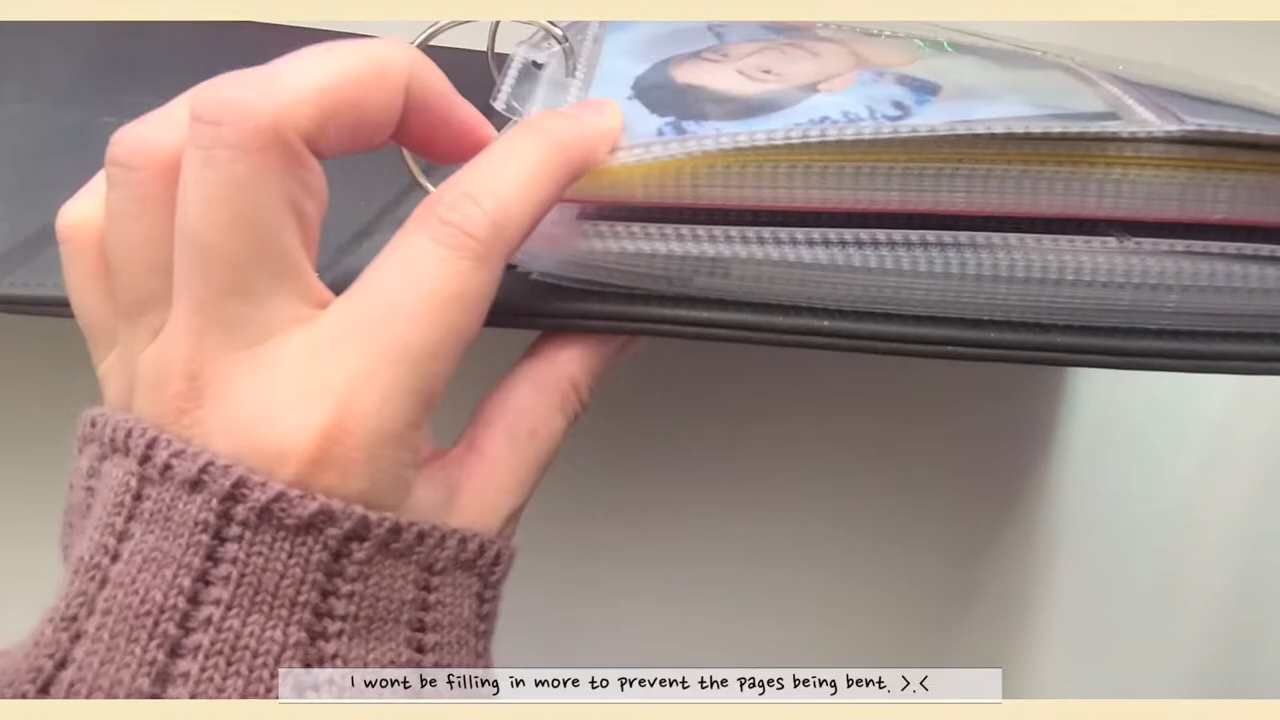 I wont be filling in more to prevent the pages being bent. >.<